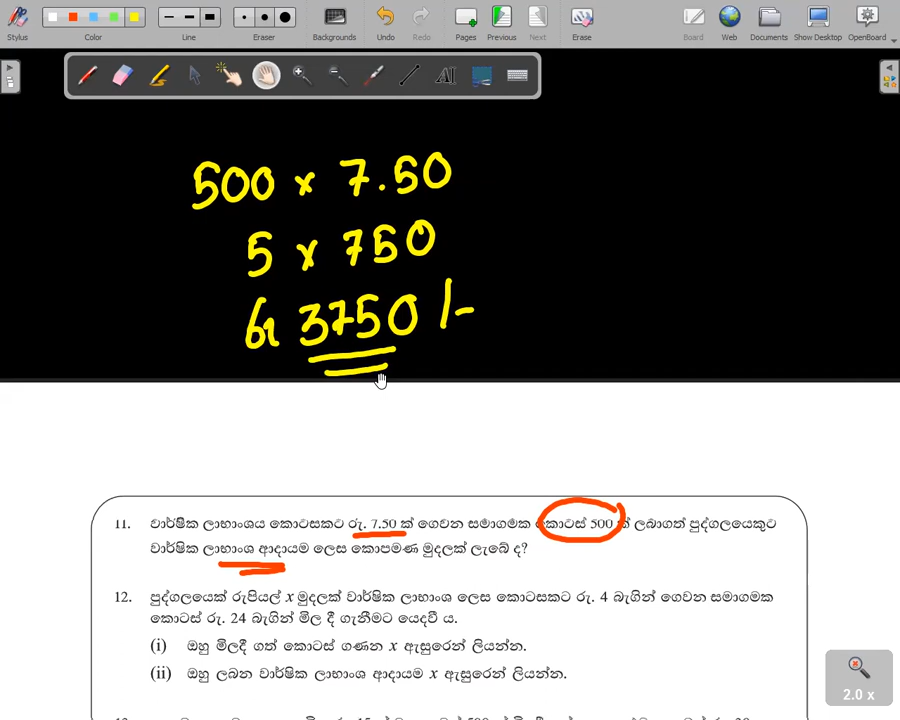 Stylus Color Line Eraser Backgrounds Undo Redo Pages Previous Next Erase Board Web Documents Show Desktop OpenBoard
500 x 7.50
5 x 750
රු 3750/-
11. වාර්ෂික ලාභාංශය කොටසකට රු. 7.50 ක් ගෙවන සමාගමක කොටස් 500 ක් ලබාගත් පුද්ගලයෙකුට
වාර්ෂික ලාභාංශ ආදායම ලෙස කොපමණ මුදලක් ලැබේ ද?
12. පුද්ගලයෙක් රුපියල් x මුදලක් වාර්ෂික ලාභාංශ ලෙස කොටසකට රු. 4 බැගින් ගෙවන සමාගමක
කොටස් රු. 24 බැගින් මිල දී ගැනීමට යෙදවී ය.
(i) ඔහු මිලදී ගත් කොටස් ගණන x ඇසුරෙන් ලියන්න.
(ii) ඔහු ලබන වාර්ෂික ලාභාංශ ආදායම x ඇසුරෙන් ලියන්න.
2.0 x